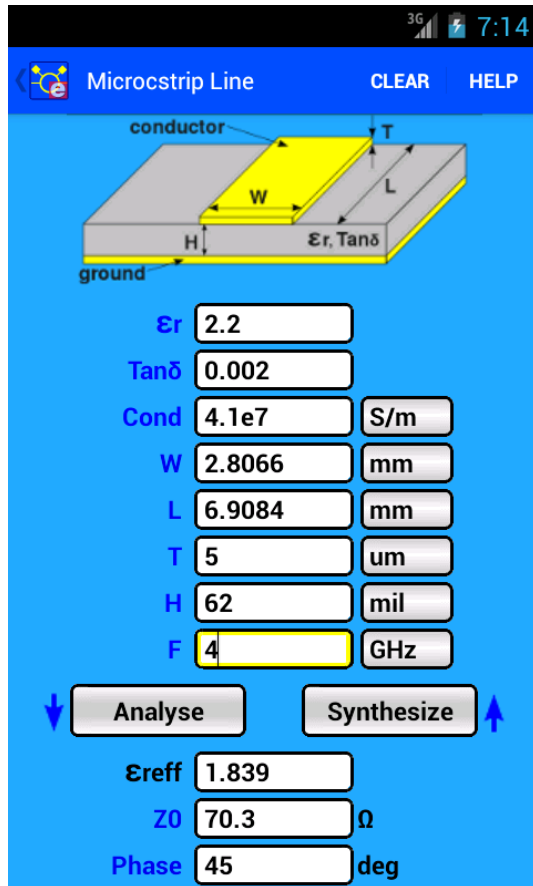 3G 7:14
Microcstrip Line CLEAR HELP
conductor T
L
W
H εr, Tanδ
ground
εr 2.2
Tanδ 0.002
Cond 4.1e7 S/m
W 2.8066 mm
L 6.9084 mm
T 5 um
H 62 mil
F 4 GHz
Analyse Synthesize
εreff 1.839
Z0 70.3 Ω
Phase 45 deg